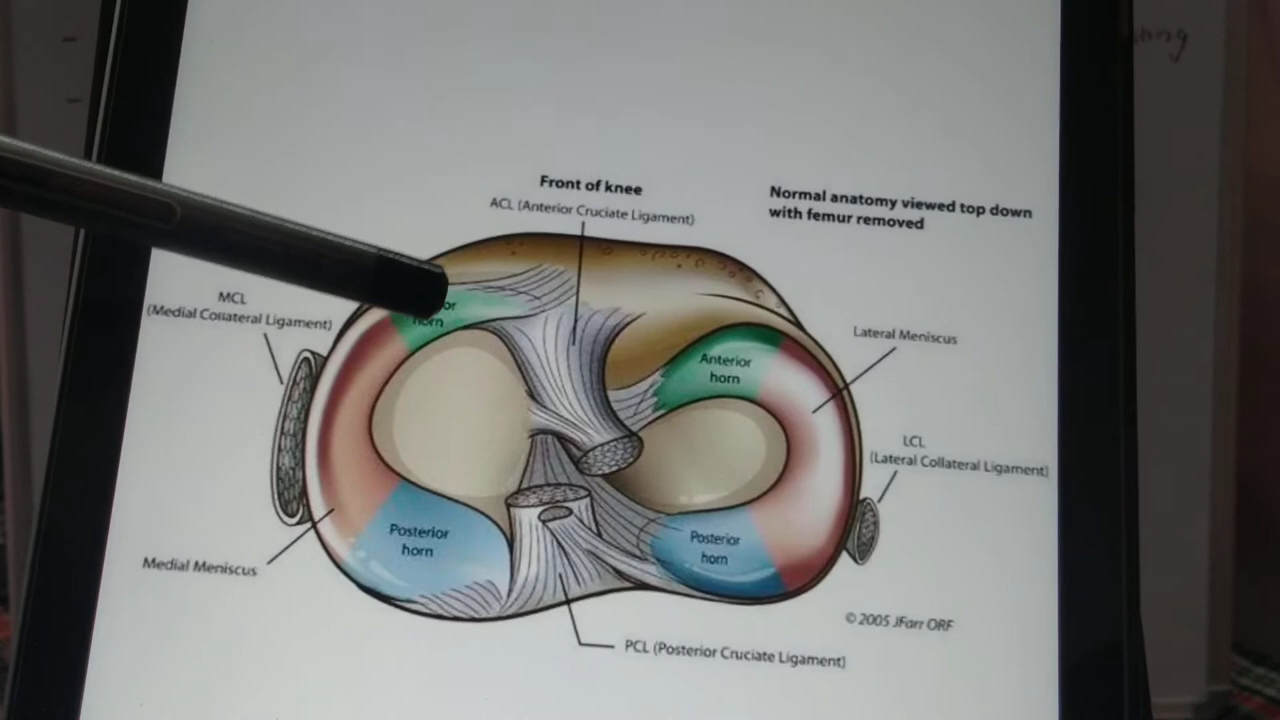 Front of knee
ACL (Anterior Cruciate Ligament)
Normal anatomy viewed top down
with femur removed
MCL
(Medial Collateral Ligament)
horn
Lateral Meniscus
Anterior
horn
LCL
(Lateral Collateral Ligament)
Posterior
horn
Posterior
horn
Medial Meniscus
© 2005 JFarr ORF
PCL (Posterior Cruciate Ligament)